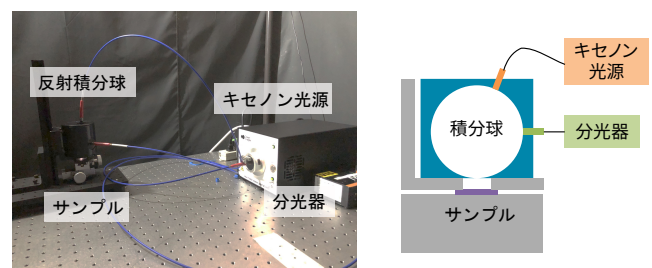 反射積分球
キセノン光源
サンプル
分光器
キセノン
光源
積分球
分光器
サンプル